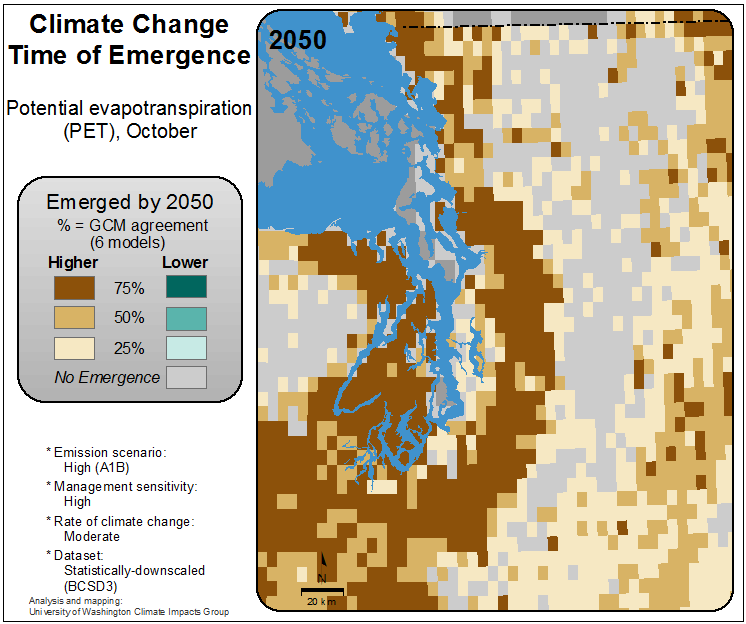 Climate Change
Time of Emergence
Potential evapotranspiration
(PET), October
Emerged by 2050
% = GCM agreement
(6 models)
Higher Lower
75%
50%
25%
No Emergence
* Emission scenario:
High (A1B)
* Management sensitivity:
High
* Rate of climate change:
Moderate
* Dataset:
Statistically-downscaled
(BCSD3)
Analysis and mapping:
University of Washington Climate Impacts Group
2050
N
20 km